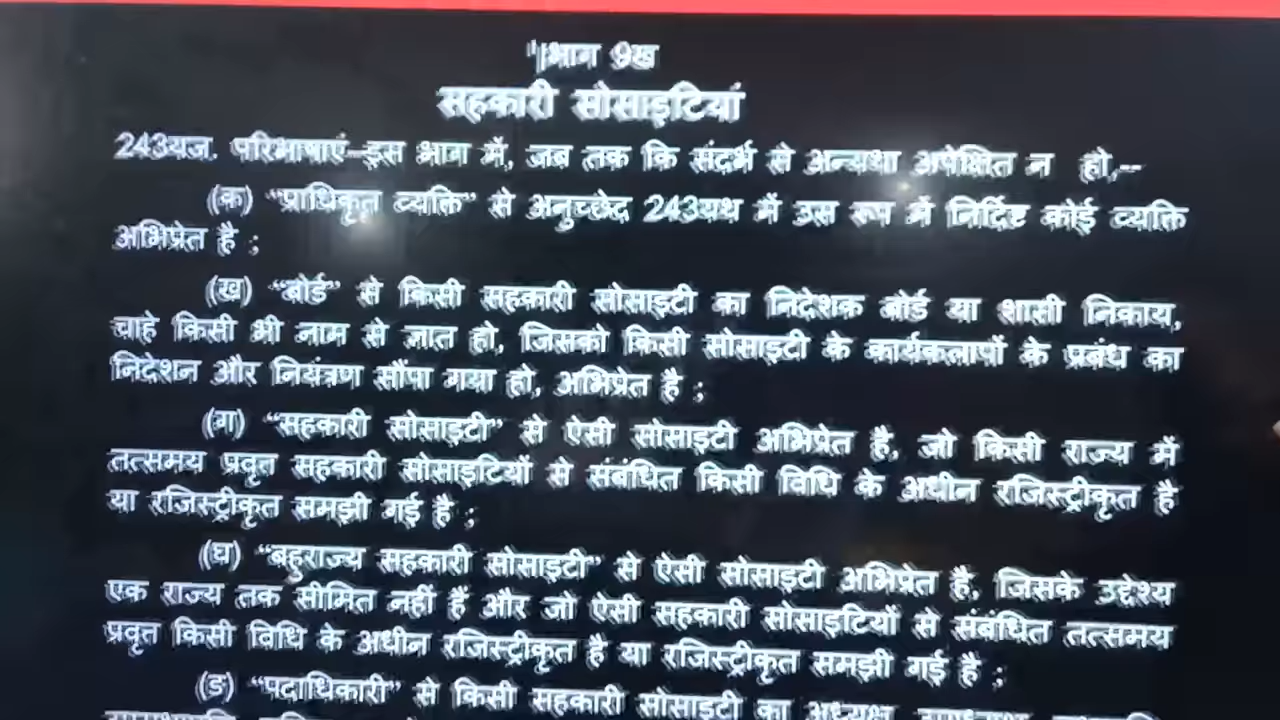 ¹[भाग 9ख
सहकारी सोसाइटियां
243यज. परिभाषाएं—इस भाग में, जब तक कि संदर्भ से अन्यथा अपेक्षित न हो,--
(क) “प्राधिकृत व्यक्ति” से अनुच्छेद 243यथ में उस रूप में निर्दिष्ट कोई व्यक्ति
अभिप्रेत है ;
(ख) “बोर्ड” से किसी सहकारी सोसाइटी का निदेशक बोर्ड या शासी निकाय,
चाहे किसी भी नाम से ज्ञात हो, जिसको किसी सोसाइटी के कार्यकलापों के प्रबंध का
निदेशन और नियंत्रण सौंपा गया हो, अभिप्रेत है ;
(ग) “सहकारी सोसाइटी” से ऐसी सोसाइटी अभिप्रेत है, जो किसी राज्य में
तत्समय प्रवृत सहकारी सोसाइटियों से संबंधित किसी विधि के अधीन रजिस्ट्रीकृत है
या रजिस्ट्रीकृत समझी गई है ;
(घ) “बहुराज्य सहकारी सोसाइटी” से ऐसी सोसाइटी अभिप्रेत है, जिसके उद्देश्य
एक राज्य तक सीमित नहीं हैं और जो ऐसी सहकारी सोसाइटियों से संबंधित तत्समय
प्रवृत किसी विधि के अधीन रजिस्ट्रीकृत है या रजिस्ट्रीकृत समझी गई है ;
(ङ) “पदाधिकारी” से किसी सहकारी सोसाइटी का अध्यक्ष,